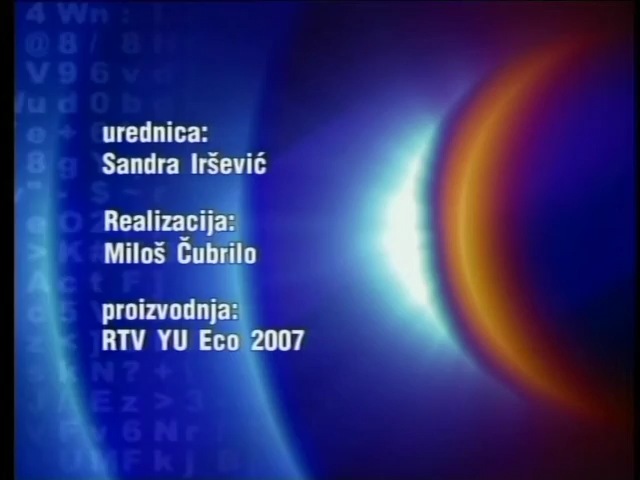 urednica:
Sandra Iršević
Realizacija:
Miloš Čubrilo
proizvodnja:
RTV YU Eco 2007